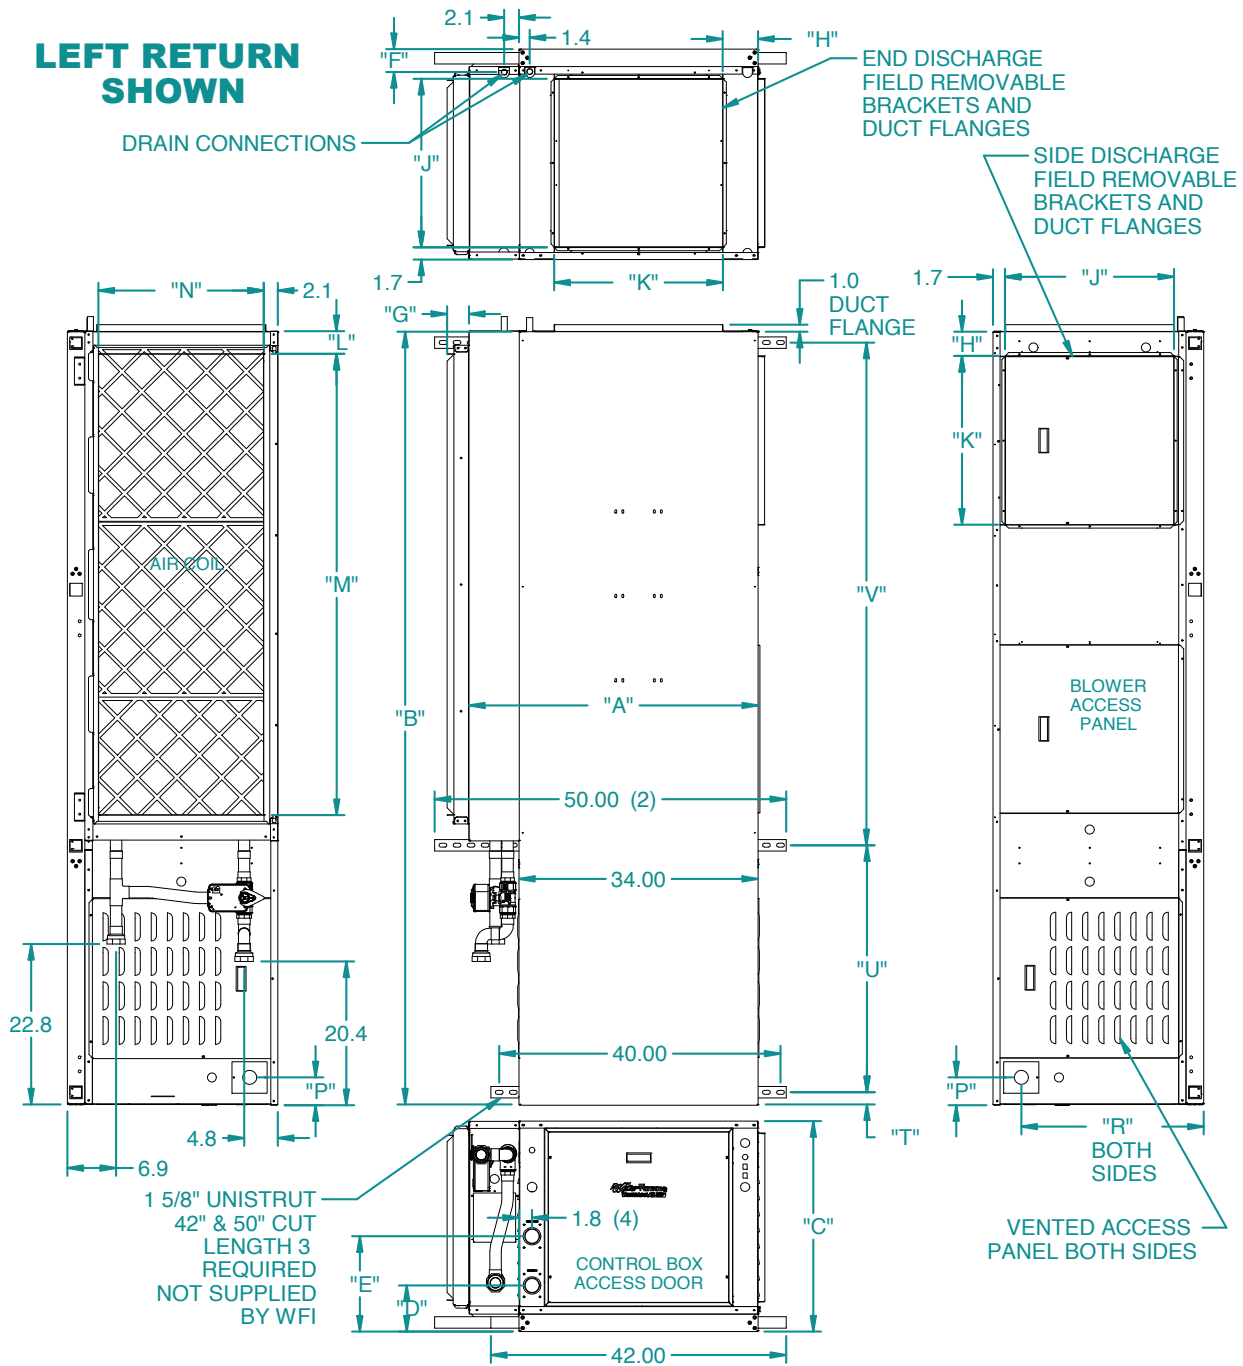 LEFT RETURN
SHOWN
2.1
1.4
"F"
"H"
END DISCHARGE
FIELD REMOVABLE
BRACKETS AND
DUCT FLANGES
DRAIN CONNECTIONS
"J"
SIDE DISCHARGE
FIELD REMOVABLE
BRACKETS AND
DUCT FLANGES
1.7
"K"
"N"
2.1
"G"
1.0
DUCT
FLANGE
1.7
"J"
"L"
"H"
"K"
AIR COIL
"M"
"V"
"B"
"A"
BLOWER
ACCESS
PANEL
50.00 (2)
34.00
"U"
22.8
20.4
40.00
"P"
"P"
4.8
6.9
"T"
"R"
BOTH
SIDES
1 5/8" UNISTRUT
42" & 50" CUT
LENGTH 3
REQUIRED
NOT SUPPLIED
BY WFI
1.8 (4)
"C"
VENTED ACCESS
PANEL BOTH SIDES
"E"
"D"
CONTROL BOX
ACCESS DOOR
42.00